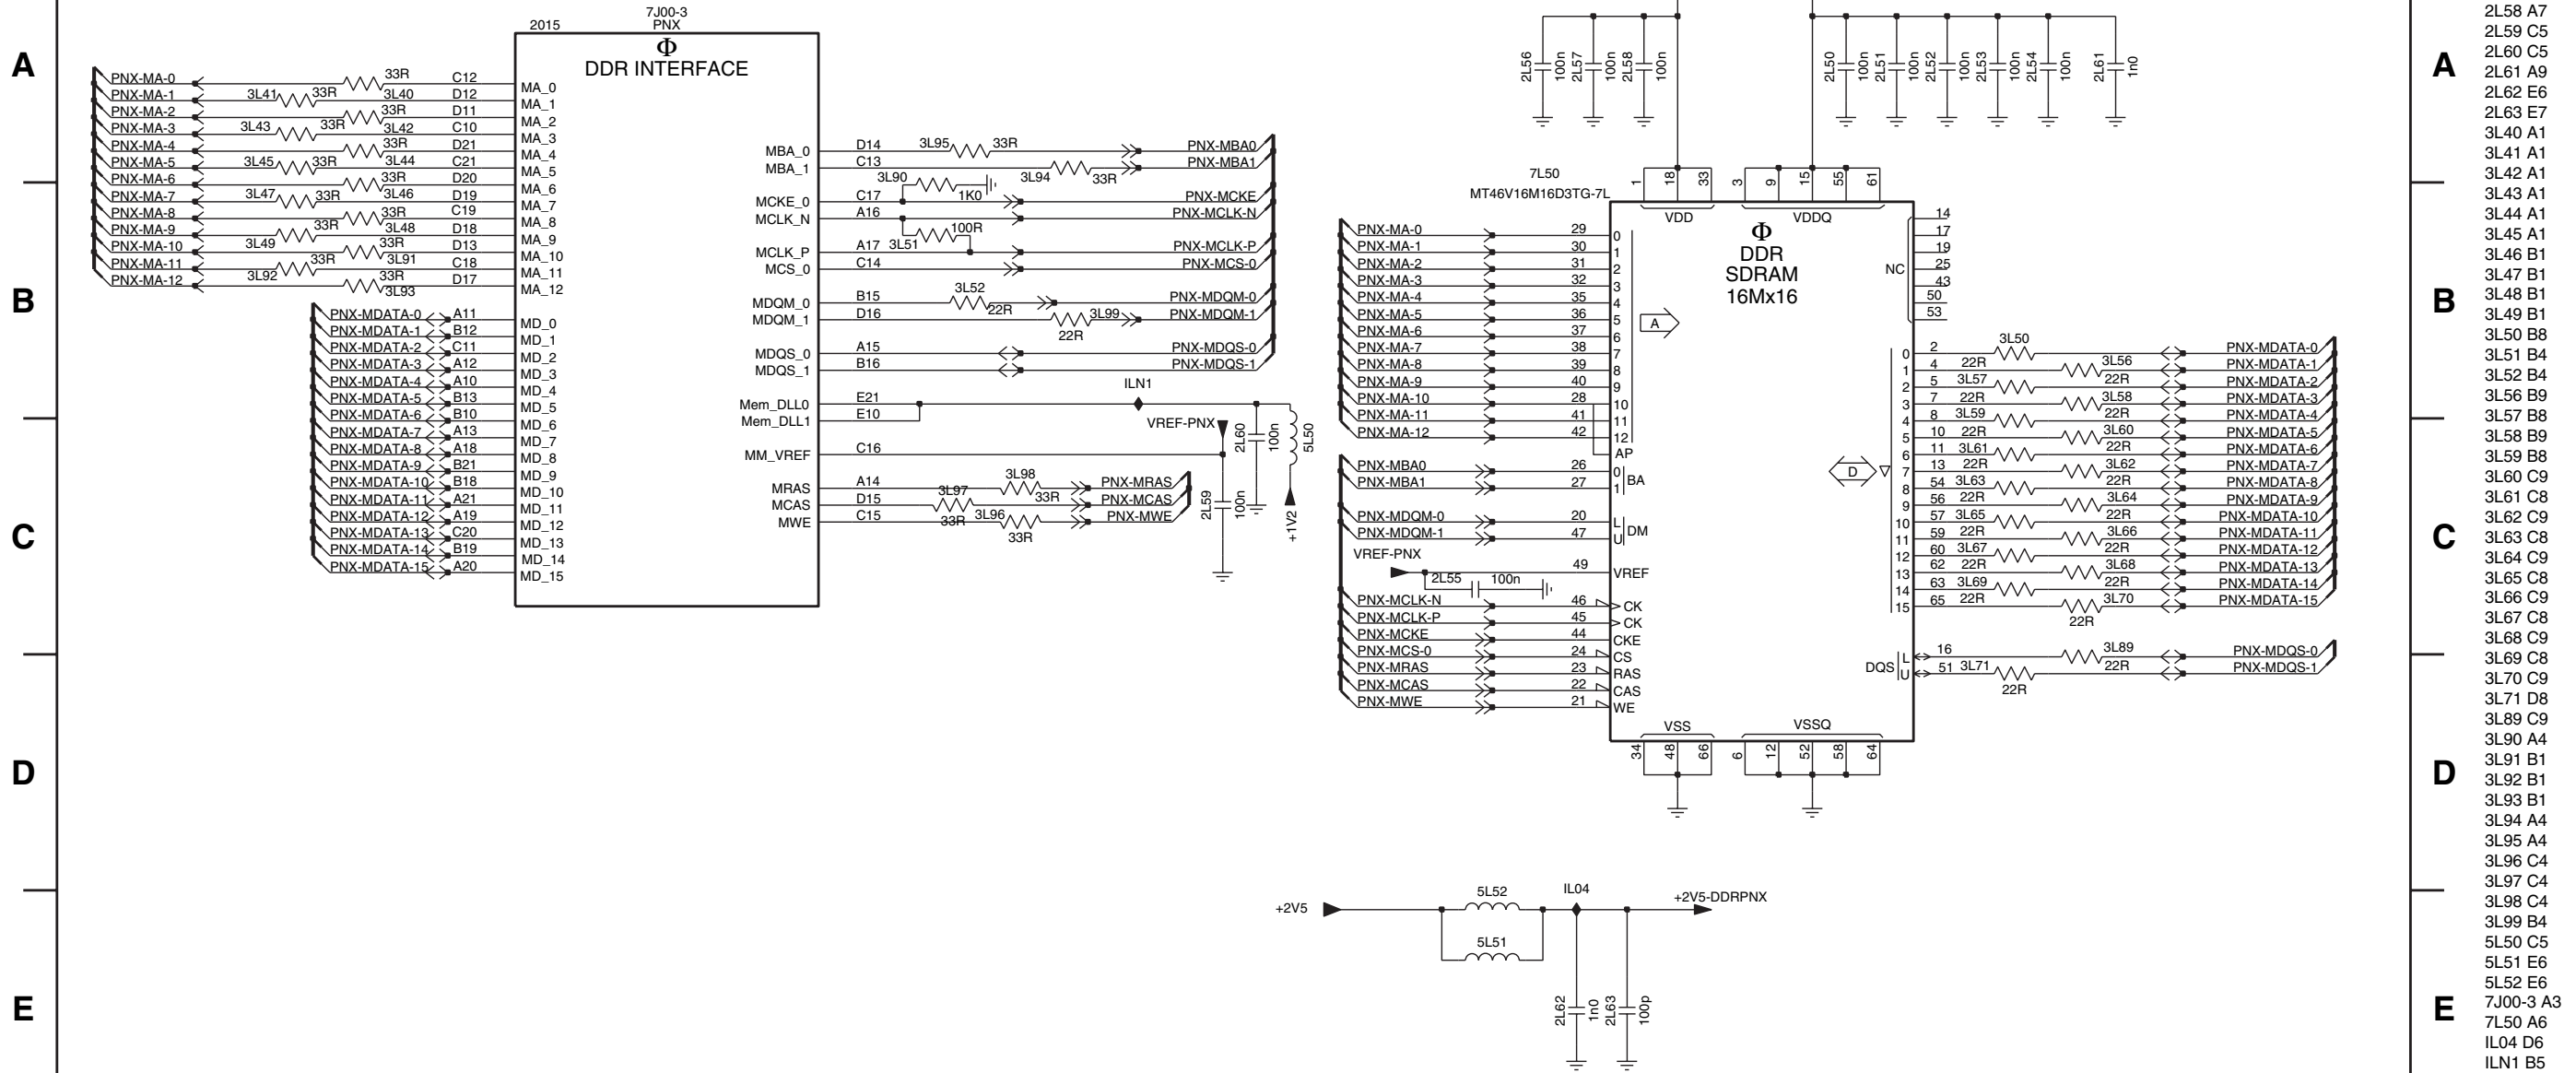 A
B
C
D
E
7J00-3
2015 PNX
Φ
DDR INTERFACE
PNX-MA-0 33R C12 MA_0
PNX-MA-1 3L41 33R 3L40 D12 MA_1
PNX-MA-2 33R D11 MA_2
PNX-MA-3 3L43 33R 3L42 C10 MA_3
PNX-MA-4 33R D21 MA_4
PNX-MA-5 3L45 33R 3L44 C21 MA_5
PNX-MA-6 33R D20 MA_6
PNX-MA-7 3L47 33R 3L46 D19 MA_7
PNX-MA-8 33R C19 MA_8
PNX-MA-9 33R 3L48 D18 MA_9
PNX-MA-10 3L49 33R D13 MA_10
PNX-MA-11 33R 3L91 C18 MA_11
PNX-MA-12 3L92 33R 3L93 D17 MA_12
PNX-MDATA-0 A11 MD_0
PNX-MDATA-1 B12 MD_1
PNX-MDATA-2 C11 MD_2
PNX-MDATA-3 A12 MD_3
PNX-MDATA-4 A10 MD_4
PNX-MDATA-5 B13 MD_5
PNX-MDATA-6 B10 MD_6
PNX-MDATA-7 A13 MD_7
PNX-MDATA-8 A18 MD_8
PNX-MDATA-9 B21 MD_9
PNX-MDATA-10 B18 MD_10
PNX-MDATA-11 A21 MD_11
PNX-MDATA-12 A19 MD_12
PNX-MDATA-13 C20 MD_13
PNX-MDATA-14 B19 MD_14
PNX-MDATA-15 A20 MD_15
MBA_0 D14 3L95 33R PNX-MBA0
MBA_1 C13 3L94 33R PNX-MBA1
3L90 1K0
MCKE_0 C17 PNX-MCKE
MCLK_N A16 PNX-MCLK-N
3L51 100R
MCLK_P A17 PNX-MCLK-P
MCS_0 C14 PNX-MCS-0
MDQM_0 B15 3L52 22R PNX-MDQM-0
MDQM_1 D16 22R 3L99 PNX-MDQM-1
MDQS_0 A15 PNX-MDQS-0
MDQS_1 B16 PNX-MDQS-1
ILN1
Mem_DLL0 E21
Mem_DLL1 E10
VREF-PNX
2L60 100n 5L50
+1V2
MM_VREF C16
2L59 100n
MRAS A14 3L98 33R PNX-MRAS
MCAS D15 3L97 33R PNX-MCAS
MWE C15 3L96 33R PNX-MWE
2L56 100n 2L57 100n 2L58 100n
2L50 100n 2L51 100n 2L52 100n 2L53 100n 2L54 100n 2L61 1n0
7L50
MT46V16M16D3TG-7L
1 18 33 3 9 15 55 61
VDD VDDQ
Φ
DDR
SDRAM
16Mx16
A
D
PNX-MA-0 29 0
PNX-MA-1 30 1
PNX-MA-2 31 2
PNX-MA-3 32 3
PNX-MA-4 35 4
PNX-MA-5 36 5
PNX-MA-6 37 6
PNX-MA-7 38 7
PNX-MA-8 39 8
PNX-MA-9 40 9
PNX-MA-10 28 10
PNX-MA-11 41 11
PNX-MA-12 42 12
AP
PNX-MBA0 26 0
PNX-MBA1 27 1 BA
PNX-MDQM-0 20 L
PNX-MDQM-1 47 U DM
VREF-PNX 49 VREF
2L55 100n
PNX-MCLK-N 46 CK
PNX-MCLK-P 45 CK
PNX-MCKE 44 CKE
PNX-MCS-0 24 CS
PNX-MRAS 23 RAS
PNX-MCAS 22 CAS
PNX-MWE 21 WE
NC
14
17
19
25
43
50
53
0 2 3L50 PNX-MDATA-0
1 4 22R 3L56 PNX-MDATA-1
2 5 3L57 22R PNX-MDATA-2
3 7 22R 3L58 PNX-MDATA-3
4 8 3L59 22R PNX-MDATA-4
5 10 22R 3L60 PNX-MDATA-5
6 11 3L61 22R PNX-MDATA-6
7 13 22R 3L62 PNX-MDATA-7
8 54 3L63 22R PNX-MDATA-8
9 56 22R 3L64 PNX-MDATA-9
10 57 3L65 22R PNX-MDATA-10
11 59 22R 3L66 PNX-MDATA-11
12 60 3L67 22R PNX-MDATA-12
13 62 22R 3L68 PNX-MDATA-13
14 63 3L69 22R PNX-MDATA-14
15 65 22R 3L70 PNX-MDATA-15
22R
DQS L 16 3L89 PNX-MDQS-0
U 51 3L71 22R PNX-MDQS-1
22R
VSS VSSQ
34 48 66 6 12 52 58 64
+2V5 5L52 IL04 +2V5-DDRPNX
5L51
2L62 1n0 2L63 100p
A
B
C
D
E
2L58 A7
2L59 C5
2L60 C5
2L61 A9
2L62 E6
2L63 E7
3L40 A1
3L41 A1
3L42 A1
3L43 A1
3L44 A1
3L45 A1
3L46 B1
3L47 B1
3L48 B1
3L49 B1
3L50 B8
3L51 B4
3L52 B4
3L56 B9
3L57 B8
3L58 B9
3L59 B8
3L60 C9
3L61 C8
3L62 C9
3L63 C8
3L64 C9
3L65 C8
3L66 C9
3L67 C8
3L68 C9
3L69 C8
3L70 C9
3L71 D8
3L89 C9
3L90 A4
3L91 B1
3L92 B1
3L93 B1
3L94 A4
3L95 A4
3L96 C4
3L97 C4
3L98 C4
3L99 B4
5L50 C5
5L51 E6
5L52 E6
7J00-3 A3
7L50 A6
IL04 D6
ILN1 B5